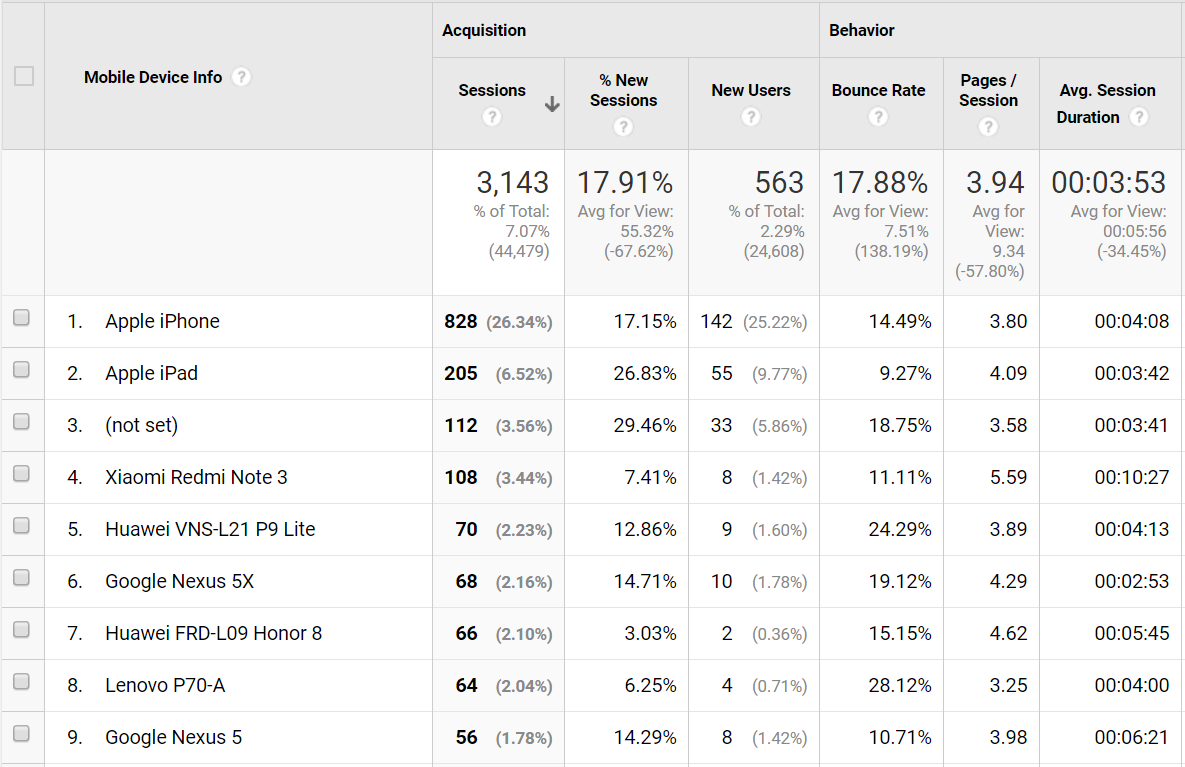 Acquisition Behavior
Mobile Device Info ?
Sessions ?
% New Sessions ?
New Users ?
Bounce Rate ?
Pages / Session ?
Avg. Session Duration ?
3,143 17.91% 563 17.88% 3.94 00:03:53
% of Total: 7.07% (44,479)
Avg for View: 55.32% (-67.62%)
% of Total: 2.29% (24,608)
Avg for View: 7.51% (138.19%)
Avg for View: 9.34 (-57.80%)
Avg for View: 00:05:56 (-34.45%)
1. Apple iPhone 828 (26.34%) 17.15% 142 (25.22%) 14.49% 3.80 00:04:08
2. Apple iPad 205 (6.52%) 26.83% 55 (9.77%) 9.27% 4.09 00:03:42
3. (not set) 112 (3.56%) 29.46% 33 (5.86%) 18.75% 3.58 00:03:41
4. Xiaomi Redmi Note 3 108 (3.44%) 7.41% 8 (1.42%) 11.11% 5.59 00:10:27
5. Huawei VNS-L21 P9 Lite 70 (2.23%) 12.86% 9 (1.60%) 24.29% 3.89 00:04:13
6. Google Nexus 5X 68 (2.16%) 14.71% 10 (1.78%) 19.12% 4.29 00:02:53
7. Huawei FRD-L09 Honor 8 66 (2.10%) 3.03% 2 (0.36%) 15.15% 4.62 00:05:45
8. Lenovo P70-A 64 (2.04%) 6.25% 4 (0.71%) 28.12% 3.25 00:04:00
9. Google Nexus 5 56 (1.78%) 14.29% 8 (1.42%) 10.71% 3.98 00:06:21